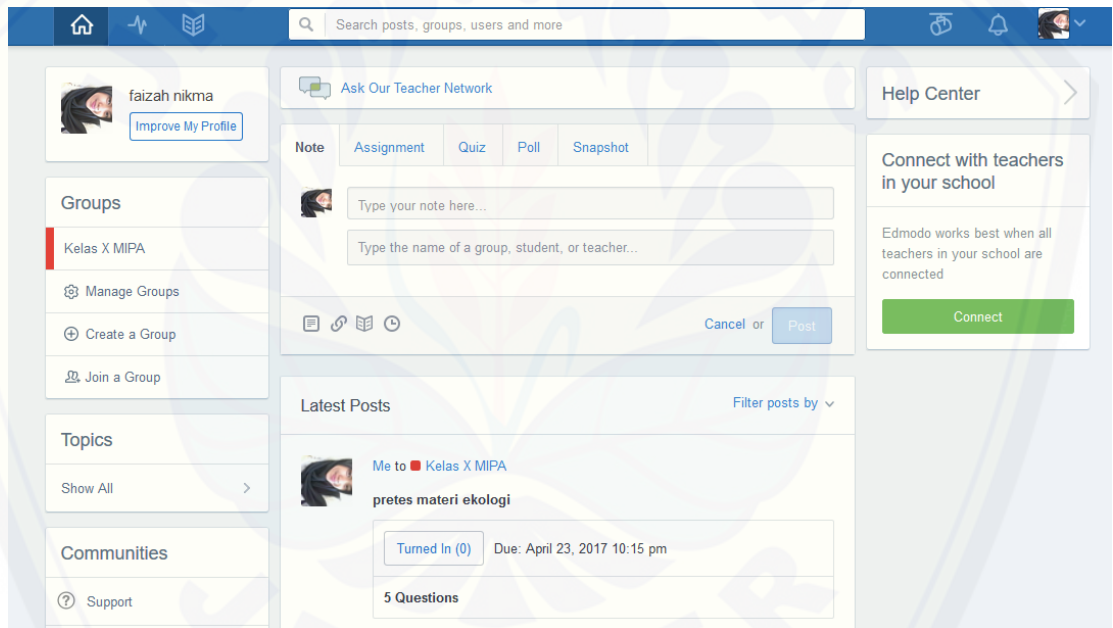 Search posts, groups, users and more
faizah nikma
Improve My Profile
Groups
Kelas X MIPA
Manage Groups
Create a Group
Join a Group
Topics
Show All
Communities
Support
Ask Our Teacher Network
Note Assignment Quiz Poll Snapshot
Type your note here...
Type the name of a group, student, or teacher...
Cancel or Post
Latest Posts Filter posts by
Me to Kelas X MIPA
pretes materi ekologi
Turned In (0) Due: April 23, 2017 10:15 pm
5 Questions
Help Center
Connect with teachers
in your school
Edmodo works best when all
teachers in your school are
connected
Connect